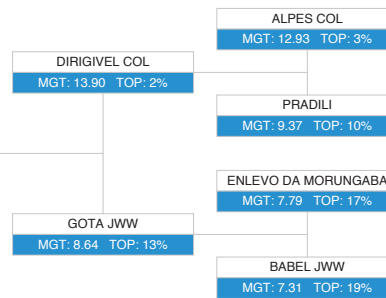 ALPES COL
MGT: 12.93 TOP: 3%
DIRIGIVEL COL
MGT: 13.90 TOP: 2%
PRADILI
MGT: 9.37 TOP: 10%
ENLEVO DA MORUNGABA
MGT: 7.79 TOP: 17%
GOTA JWW
MGT: 8.64 TOP: 13%
BABEL JWW
MGT: 7.31 TOP: 19%